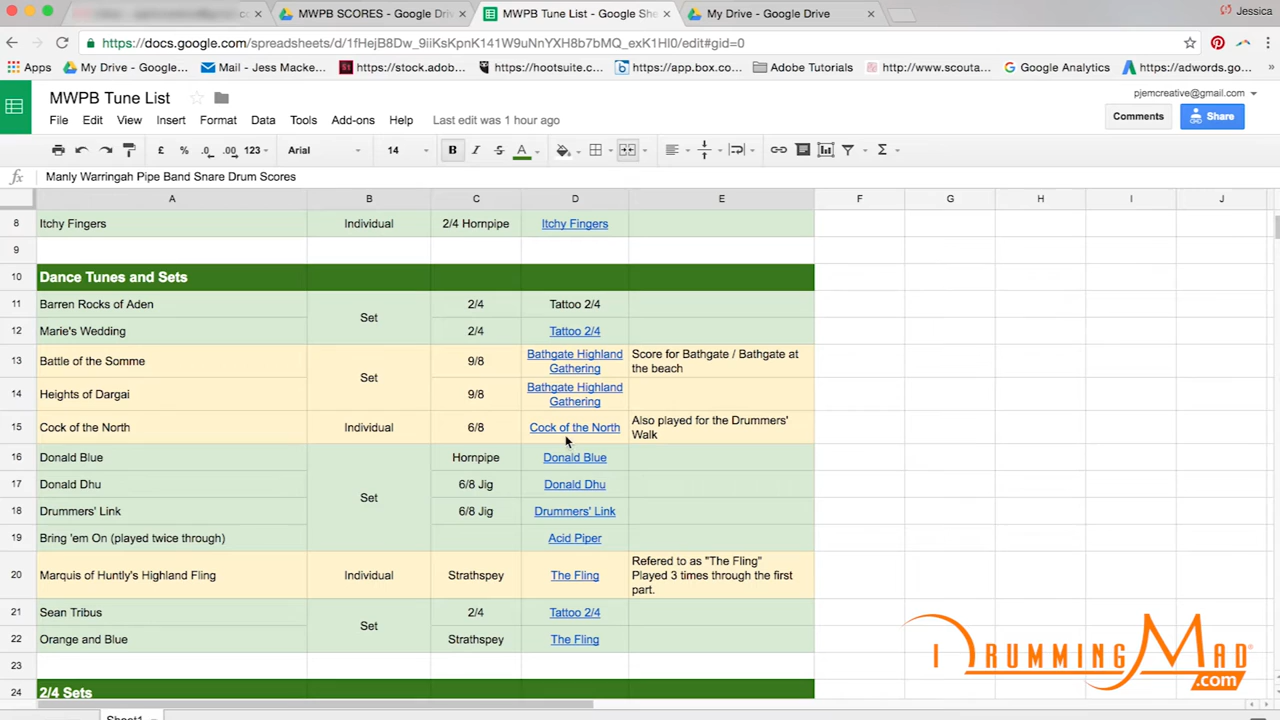 MWPB SCORES - Google Driv
MWPB Tune List - Google She
My Drive - Google Drive
Jessica
https://docs.google.com/spreadsheets/d/1fHejB8Dw_9iiKsKpnK141W9uNnYXH8b7bMQ_exK1Hl0/edit#gid=0
Apps My Drive - Google... Mail - Jess Macke... https://stock.adob... https://hootsuite.c... https://app.box.co... Adobe Tutorials http://www.scouta... Google Analytics https://adwords.go...
MWPB Tune List
pjemcreative@gmail.com
Comments Share
File Edit View Insert Format Data Tools Add-ons Help Last edit was 1 hour ago
£ % .0 .00 123 Arial 14 B I S A Σ
fx Manly Warringah Pipe Band Snare Drum Scores
A B C D E F G H I J
8 Itchy Fingers Individual 2/4 Hornpipe Itchy Fingers
9
10 Dance Tunes and Sets
11 Barren Rocks of Aden 2/4 Tattoo 2/4
Set
12 Marie's Wedding 2/4 Tattoo 2/4
13 Battle of the Somme 9/8 Bathgate Highland Score for Bathgate / Bathgate at
Gathering the beach
Set
14 Heights of Dargai 9/8 Bathgate Highland
Gathering
15 Cock of the North Individual 6/8 Cock of the North Also played for the Drummers'
Walk
16 Donald Blue Hornpipe Donald Blue
17 Donald Dhu 6/8 Jig Donald Dhu
Set
18 Drummers' Link 6/8 Jig Drummers' Link
19 Bring 'em On (played twice through) Acid Piper
20 Marquis of Huntly's Highland Fling Individual Strathspey The Fling Refered to as "The Fling"
Played 3 times through the first
part.
21 Sean Tribus 2/4 Tattoo 2/4
Set
22 Orange and Blue Strathspey The Fling
23
24 2/4 Sets
Sheet1
iDRUMMINGMAD
.com